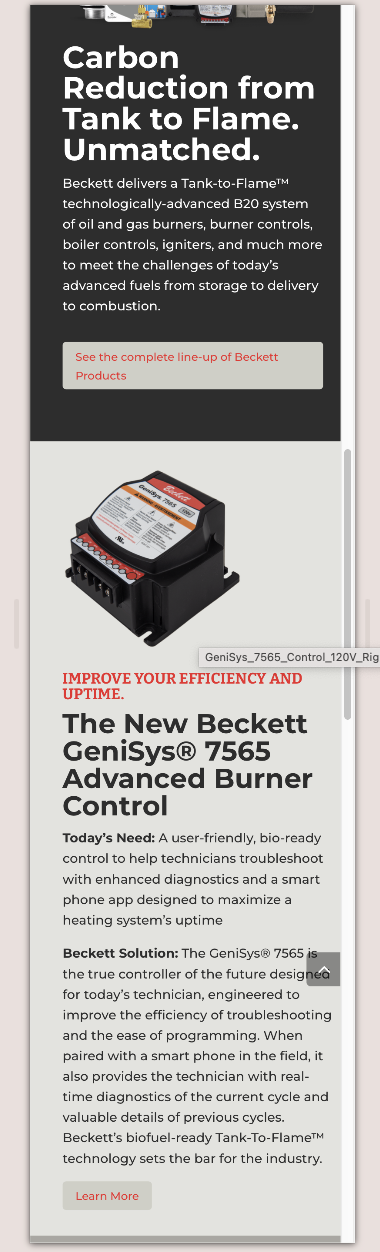 Carbon
Reduction from
Tank to Flame.
Unmatched.
Beckett delivers a Tank-to-Flame™
technologically-advanced B20 system
of oil and gas burners, burner controls,
boiler controls, igniters, and much more
to meet the challenges of today’s
advanced fuels from storage to delivery
to combustion.
See the complete line-up of Beckett
Products
Beckett
GeniSys 7565
GeniSys_7565_Control_120V_Rig
IMPROVE YOUR EFFICIENCY AND
UPTIME.
The New Beckett
GeniSys® 7565
Advanced Burner
Control
Today’s Need: A user-friendly, bio-ready
control to help technicians troubleshoot
with enhanced diagnostics and a smart
phone app designed to maximize a
heating system’s uptime
Beckett Solution: The GeniSys® 7565 is
the true controller of the future designed
for today’s technician, engineered to
improve the efficiency of troubleshooting
and the ease of programming. When
paired with a smart phone in the field, it
also provides the technician with real-
time diagnostics of the current cycle and
valuable details of previous cycles.
Beckett’s biofuel-ready Tank-To-Flame™
technology sets the bar for the industry.
Learn More